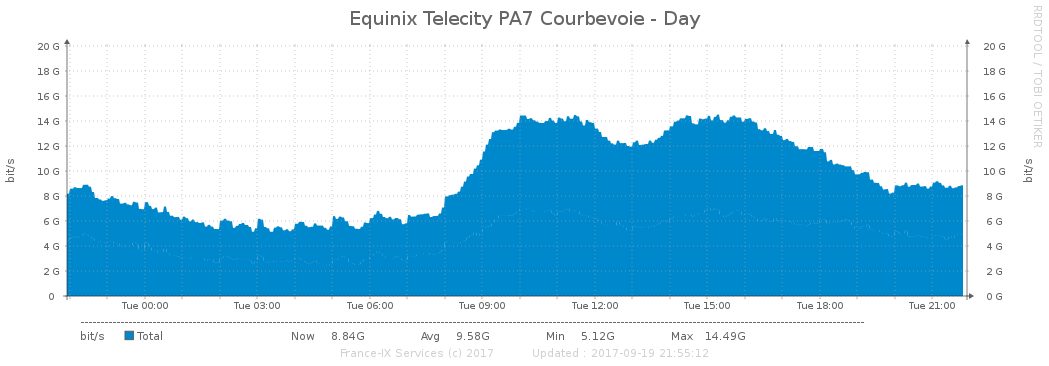 Equinix Telecity PA7 Courbevoie - Day
RRDTOOL / TOBI OETIKER
20 G 20 G
18 G 18 G
16 G 16 G
14 G 14 G
12 G 12 G
10 G 10 G
8 G 8 G
6 G 6 G
4 G 4 G
2 G 2 G
0 0 G
bit/s bit/s
Tue 00:00 Tue 03:00 Tue 06:00 Tue 09:00 Tue 12:00 Tue 15:00 Tue 18:00 Tue 21:00
bit/s Total Now 8.84G Avg 9.58G Min 5.12G Max 14.49G
France-IX Services (c) 2017 Updated : 2017-09-19 21:55:12